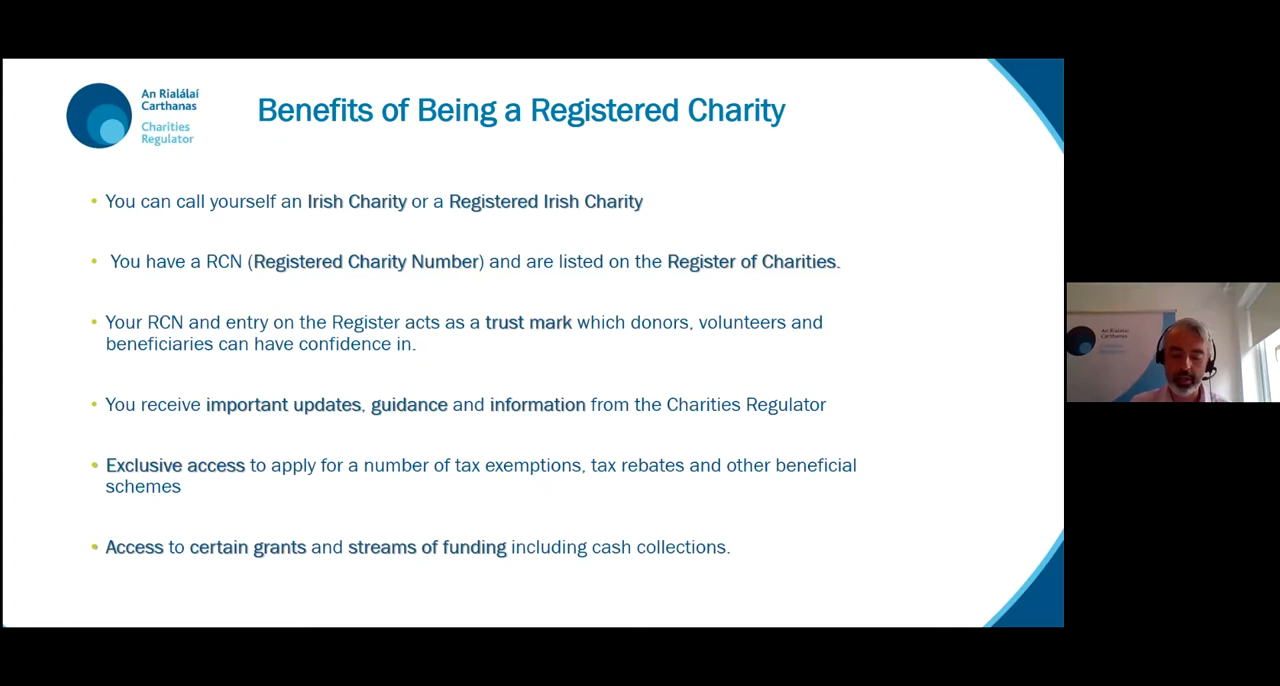 An Rialálaí
Carthanas
Charities
Regulator
Benefits of Being a Registered Charity
• You can call yourself an Irish Charity or a Registered Irish Charity
• You have a RCN (Registered Charity Number) and are listed on the Register of Charities.
• Your RCN and entry on the Register acts as a trust mark which donors, volunteers and
beneficiaries can have confidence in.
• You receive important updates, guidance and information from the Charities Regulator
• Exclusive access to apply for a number of tax exemptions, tax rebates and other beneficial
schemes
• Access to certain grants and streams of funding including cash collections.
An Rialálaí
Carthanas